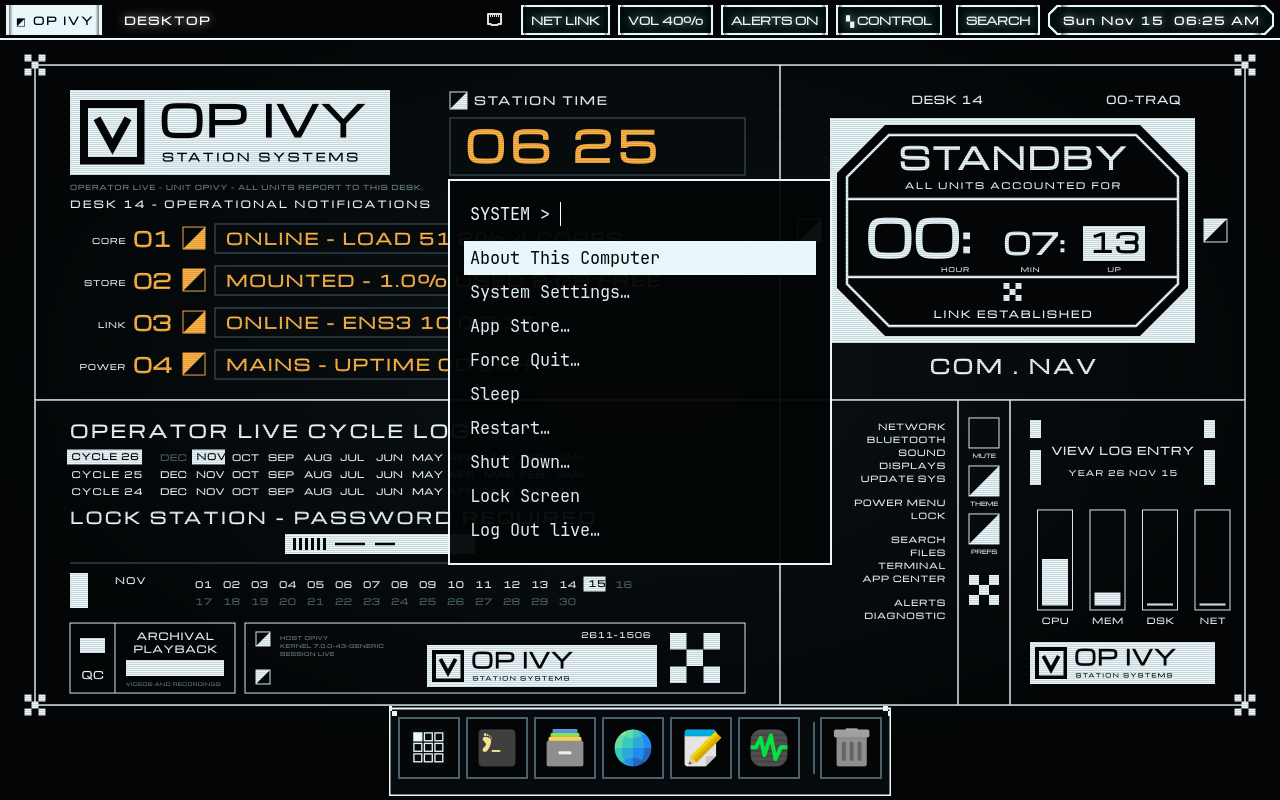 OP IVY
DESKTOP
NET LINK
VOL 40%
ALERTS ON
CONTROL
SEARCH
Sun Nov 15 06:25 AM
OP IVY
STATION SYSTEMS
OPERATOR LIVE - UNIT OPIVY - ALL UNITS REPORT TO THIS DESK.
DESK 14 - OPERATIONAL NOTIFICATIONS
STATION TIME
06 25
CORE 01 ONLINE - LOAD 51
STORE 02 MOUNTED - 1.0%
LINK 03 ONLINE - ENS3 10
POWER 04 MAINS - UPTIME
SYSTEM >
About This Computer
System Settings…
App Store…
Force Quit…
Sleep
Restart…
Shut Down…
Lock Screen
Log Out live…
DESK 14
00-TRAQ
STANDBY
ALL UNITS ACCOUNTED FOR
00: 07: 13
HOUR MIN UP
LINK ESTABLISHED
COM . NAV
OPERATOR LIVE CYCLE LO
CYCLE 26 DEC NOV OCT SEP AUG JUL JUN MAY
CYCLE 25 DEC NOV OCT SEP AUG JUL JUN MAY
CYCLE 24 DEC NOV OCT SEP AUG JUL JUN MAY
LOCK STATION - PASSWORD REQUIRED
NOV
01 02 03 04 05 06 07 08 09 10 11 12 13 14 15 16
17 18 19 20 21 22 23 24 25 26 27 28 29 30
QC
ARCHIVAL
PLAYBACK
VIDEOS AND RECORDINGS
HOST OPIVY
KERNEL 7.0.0-43-GENERIC
SESSION LIVE
2611-1506
OP IVY
STATION SYSTEMS
NETWORK
BLUETOOTH
SOUND
DISPLAYS
UPDATE SYS
POWER MENU
LOCK
SEARCH
FILES
TERMINAL
APP CENTER
ALERTS
DIAGNOSTIC
MUTE
THEME
PREFS
VIEW LOG ENTRY
YEAR 26 NOV 15
CPU MEM DSK NET
OP IVY
STATION SYSTEMS